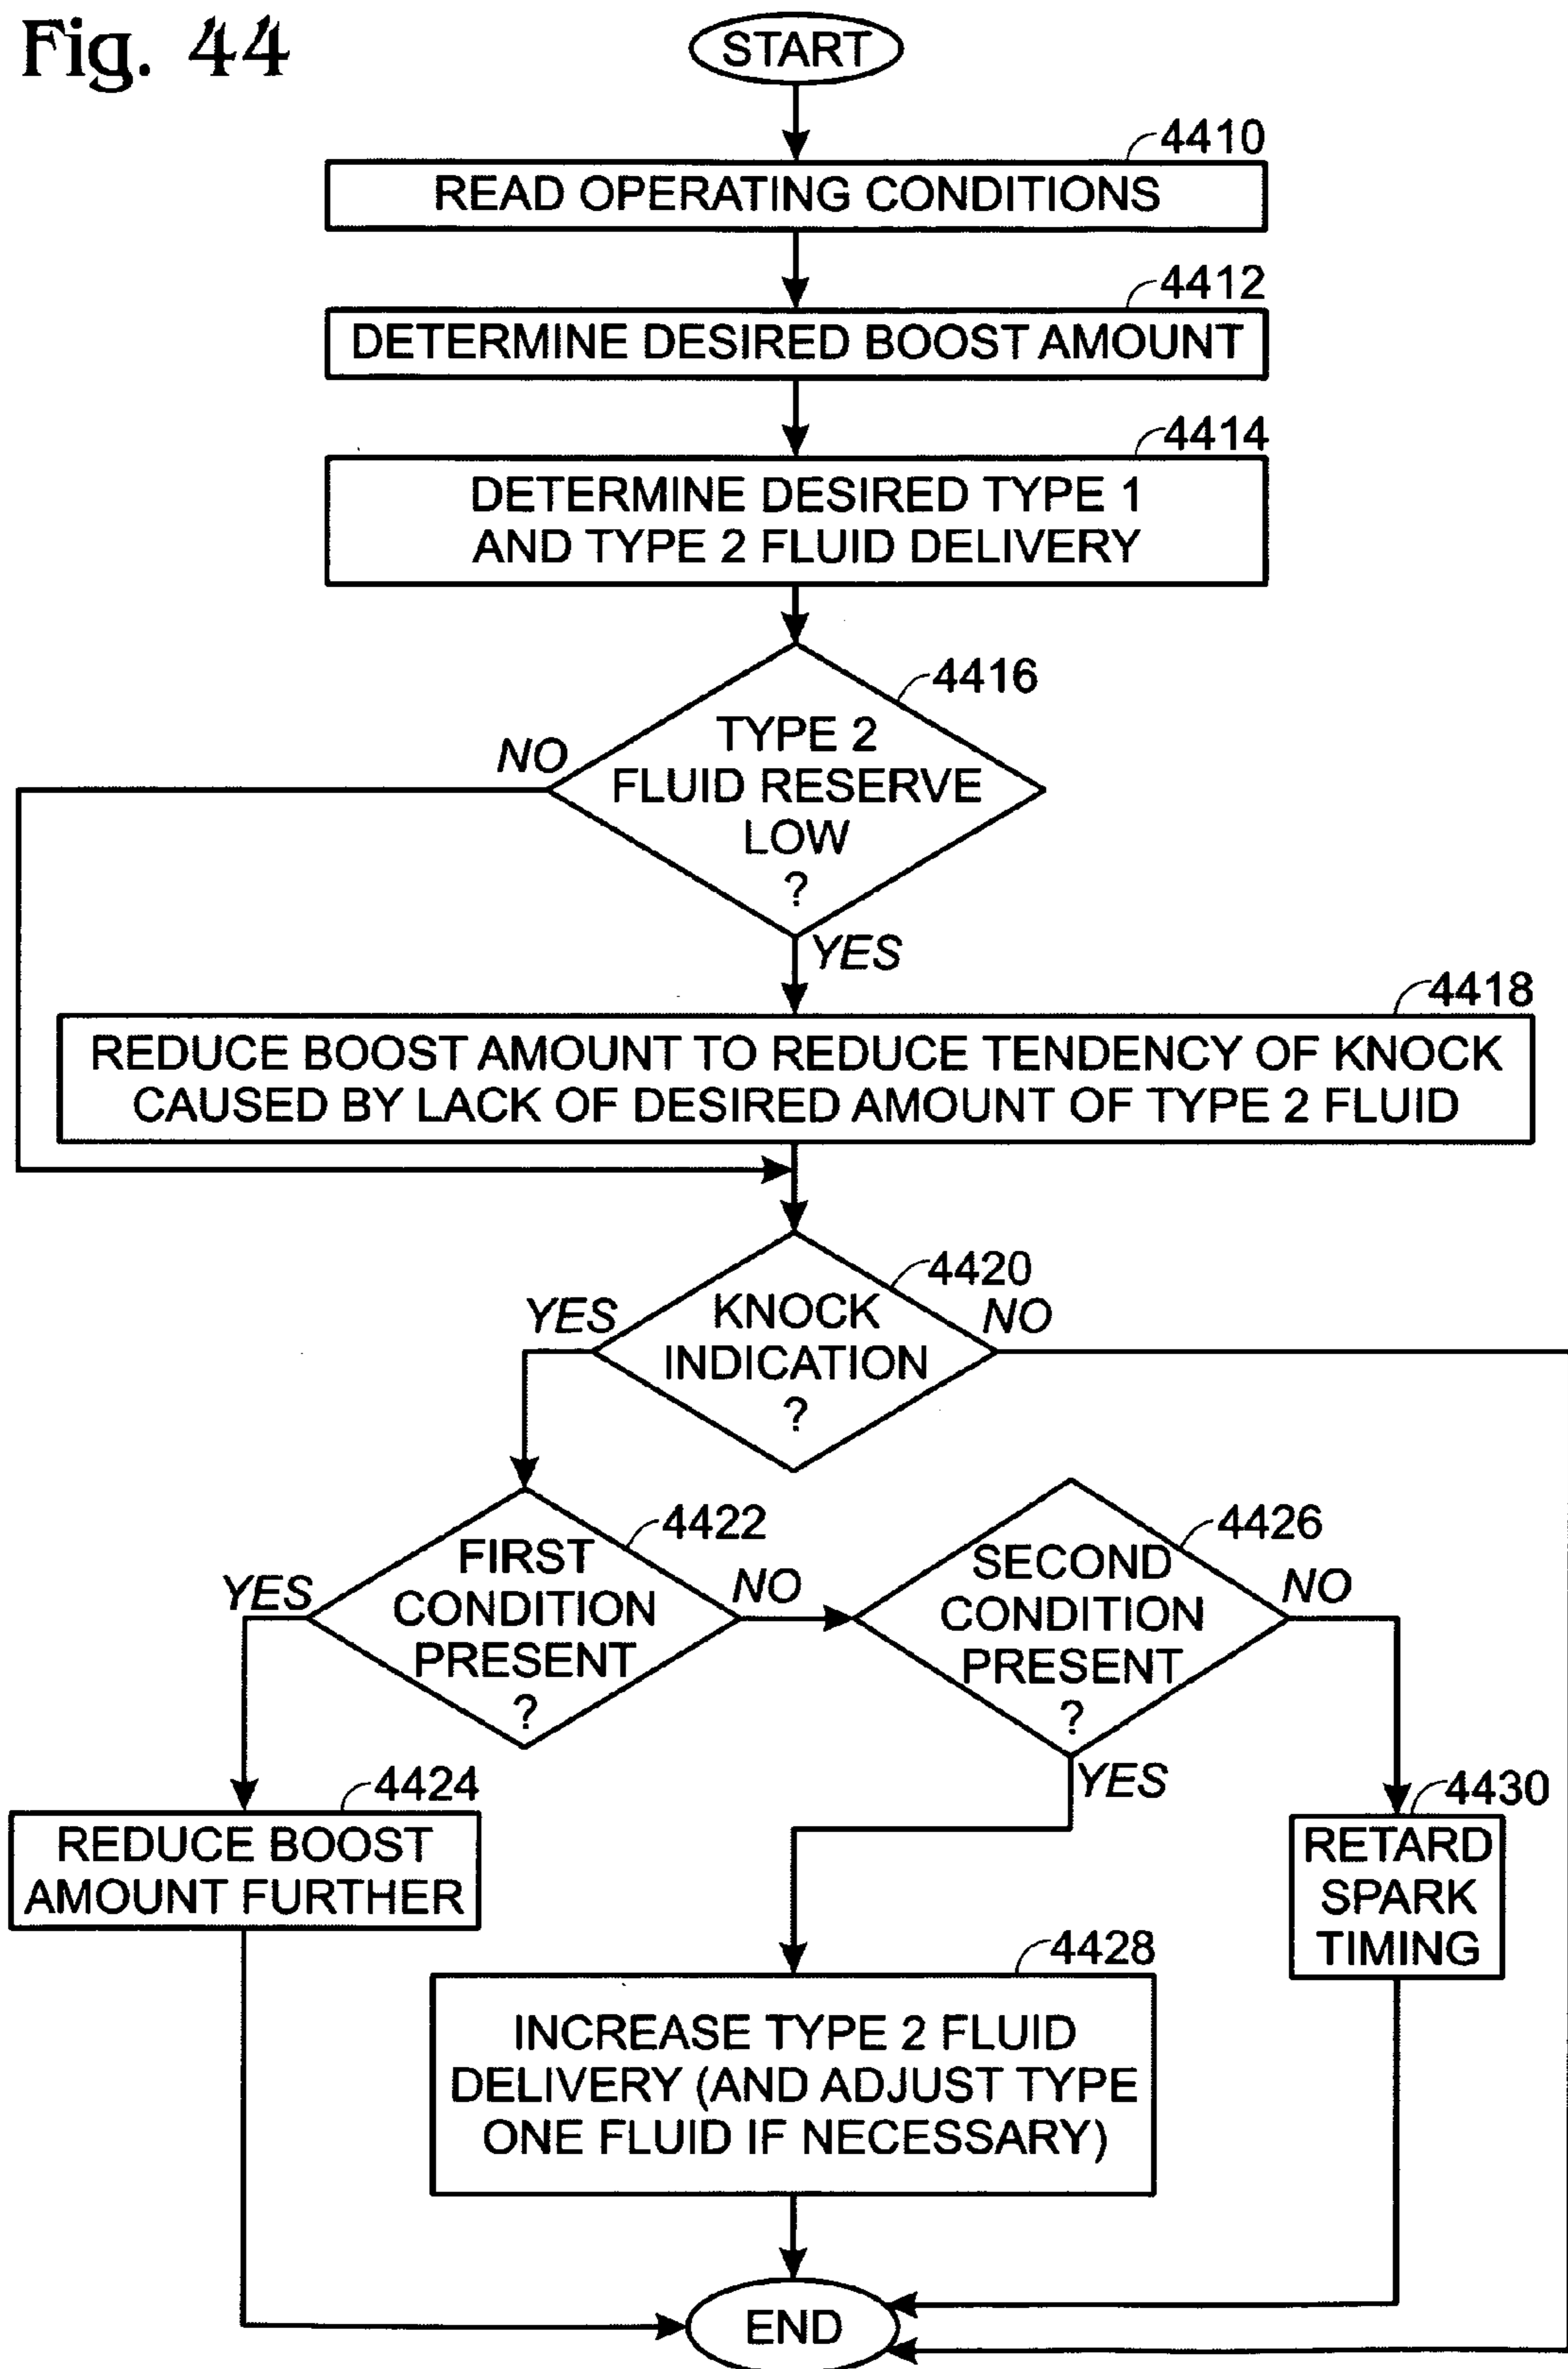 Fig. 44
START
4410
READ OPERATING CONDITIONS
4412
DETERMINE DESIRED BOOST AMOUNT
4414
DETERMINE DESIRED TYPE 1
AND TYPE 2 FLUID DELIVERY
4416
TYPE 2
FLUID RESERVE
LOW
?
NO
YES
4418
REDUCE BOOST AMOUNT TO REDUCE TENDENCY OF KNOCK
CAUSED BY LACK OF DESIRED AMOUNT OF TYPE 2 FLUID
4420
KNOCK
INDICATION
?
YES
NO
4422
FIRST
CONDITION
PRESENT
?
YES
NO
4426
SECOND
CONDITION
PRESENT
?
NO
YES
4424
REDUCE BOOST
AMOUNT FURTHER
4430
RETARD
SPARK
TIMING
4428
INCREASE TYPE 2 FLUID
DELIVERY (AND ADJUST TYPE
ONE FLUID IF NECESSARY)
END